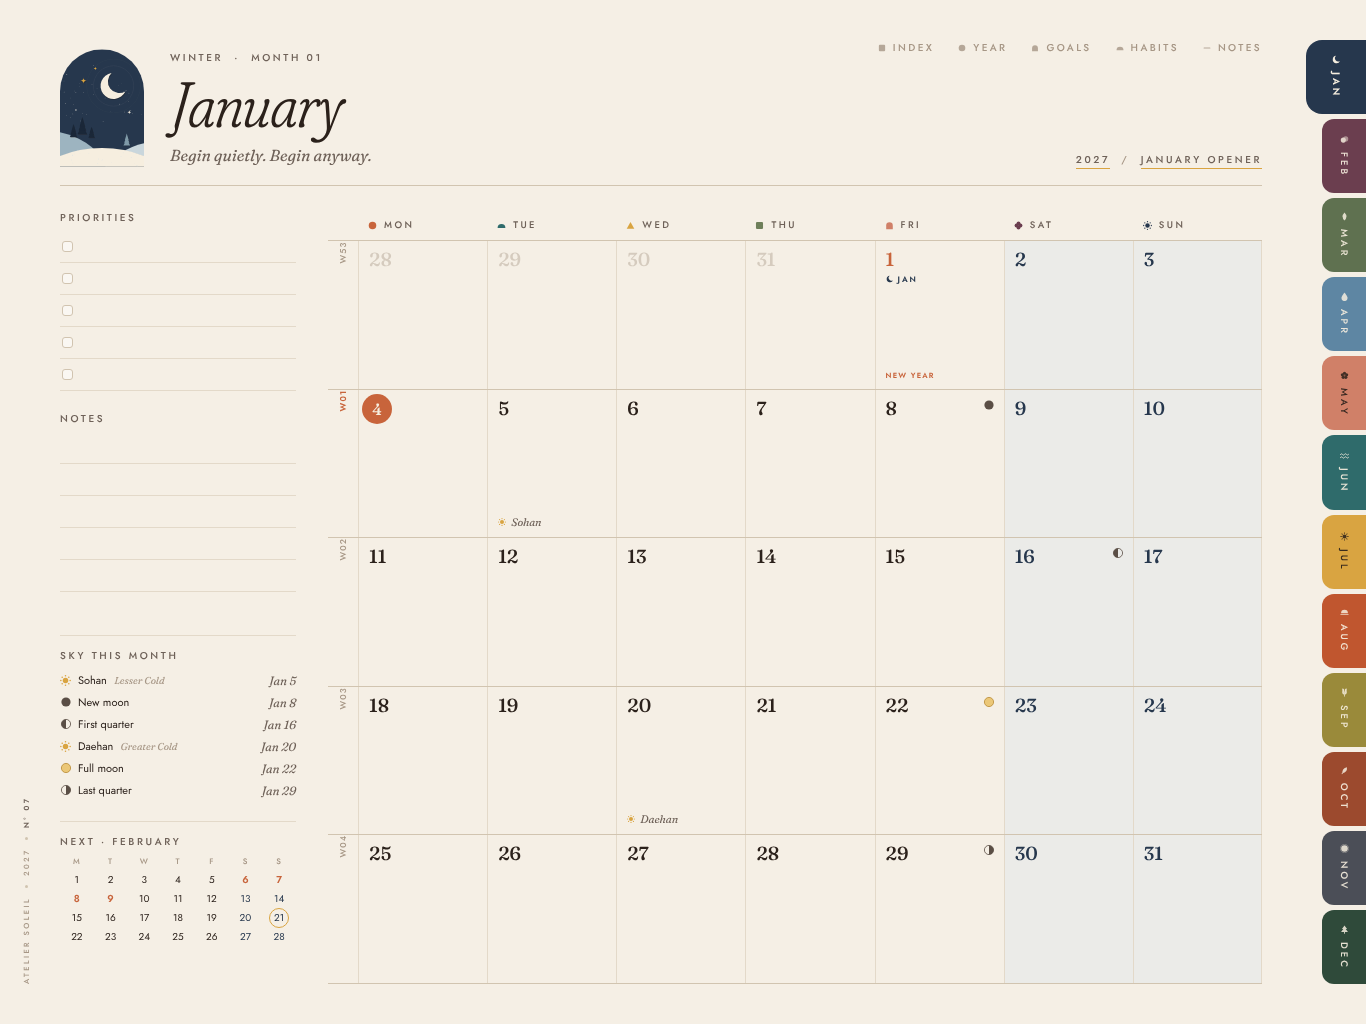 WINTER · MONTH 01
January
Begin quietly. Begin anyway.
INDEX YEAR GOALS HABITS NOTES
2027 / JANUARY OPENER
PRIORITIES
NOTES
SKY THIS MONTH
Sohan Lesser Cold Jan 5
New moon Jan 8
First quarter Jan 16
Daehan Greater Cold Jan 20
Full moon Jan 22
Last quarter Jan 29
NEXT · FEBRUARY
M T W T F S S
1 2 3 4 5 6 7
8 9 10 11 12 13 14
15 16 17 18 19 20 21
22 23 24 25 26 27 28
ATELIER SOLEIL • 2027 • N° 07
MON TUE WED THU FRI SAT SUN
W53 28 29 30 31 1 2 3
JAN
NEW YEAR
W01 4 5 6 7 8 9 10
Sohan
W02 11 12 13 14 15 16 17
W03 18 19 20 21 22 23 24
Daehan
W04 25 26 27 28 29 30 31
JAN
FEB
MAR
APR
MAY
JUN
JUL
AUG
SEP
OCT
NOV
DEC